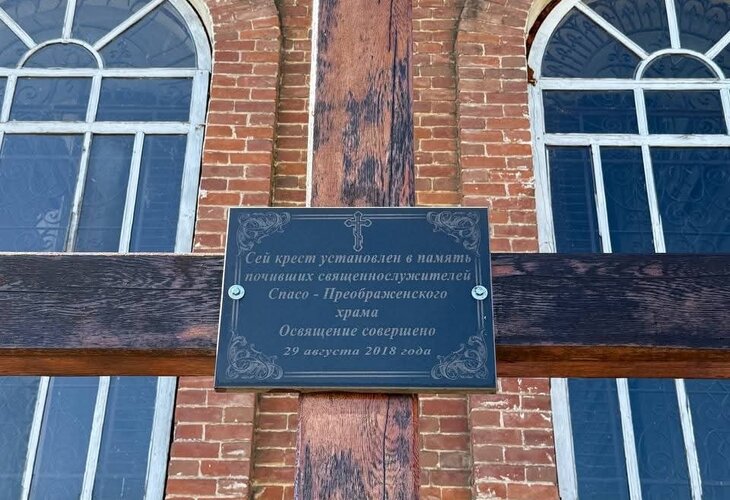 Сей крест установлен в память
почивших священнослужителей
Спасо - Преображенского
храма
Освящение совершено
29 августа 2018 года